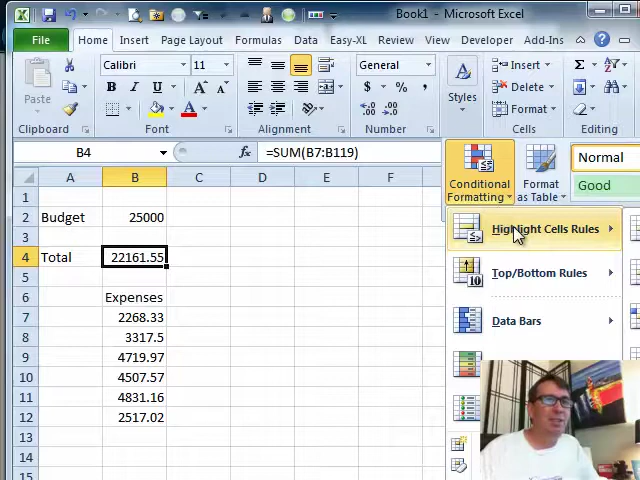 Book1 - Microsoft Excel
File Home Insert Page Layout Formulas Data Easy-XL Review View Developer Add-Ins
Paste
Clipboard
Calibri 11
B I U
Font
Alignment
General
$ % ,
Number
Styles
Insert
Delete
Format
Cells
Editing
B4 fx =SUM(B7:B119)
Conditional Formatting
Format as Table
Normal
Good
A B C D E F
1
2 Budget 25000
3
4 Total 22161.55
5
6 Expenses
7 2268.33
8 3317.5
9 4719.97
10 4507.57
11 4831.16
12 2517.02
13
14
15
Highlight Cells Rules
Top/Bottom Rules
Data Bars